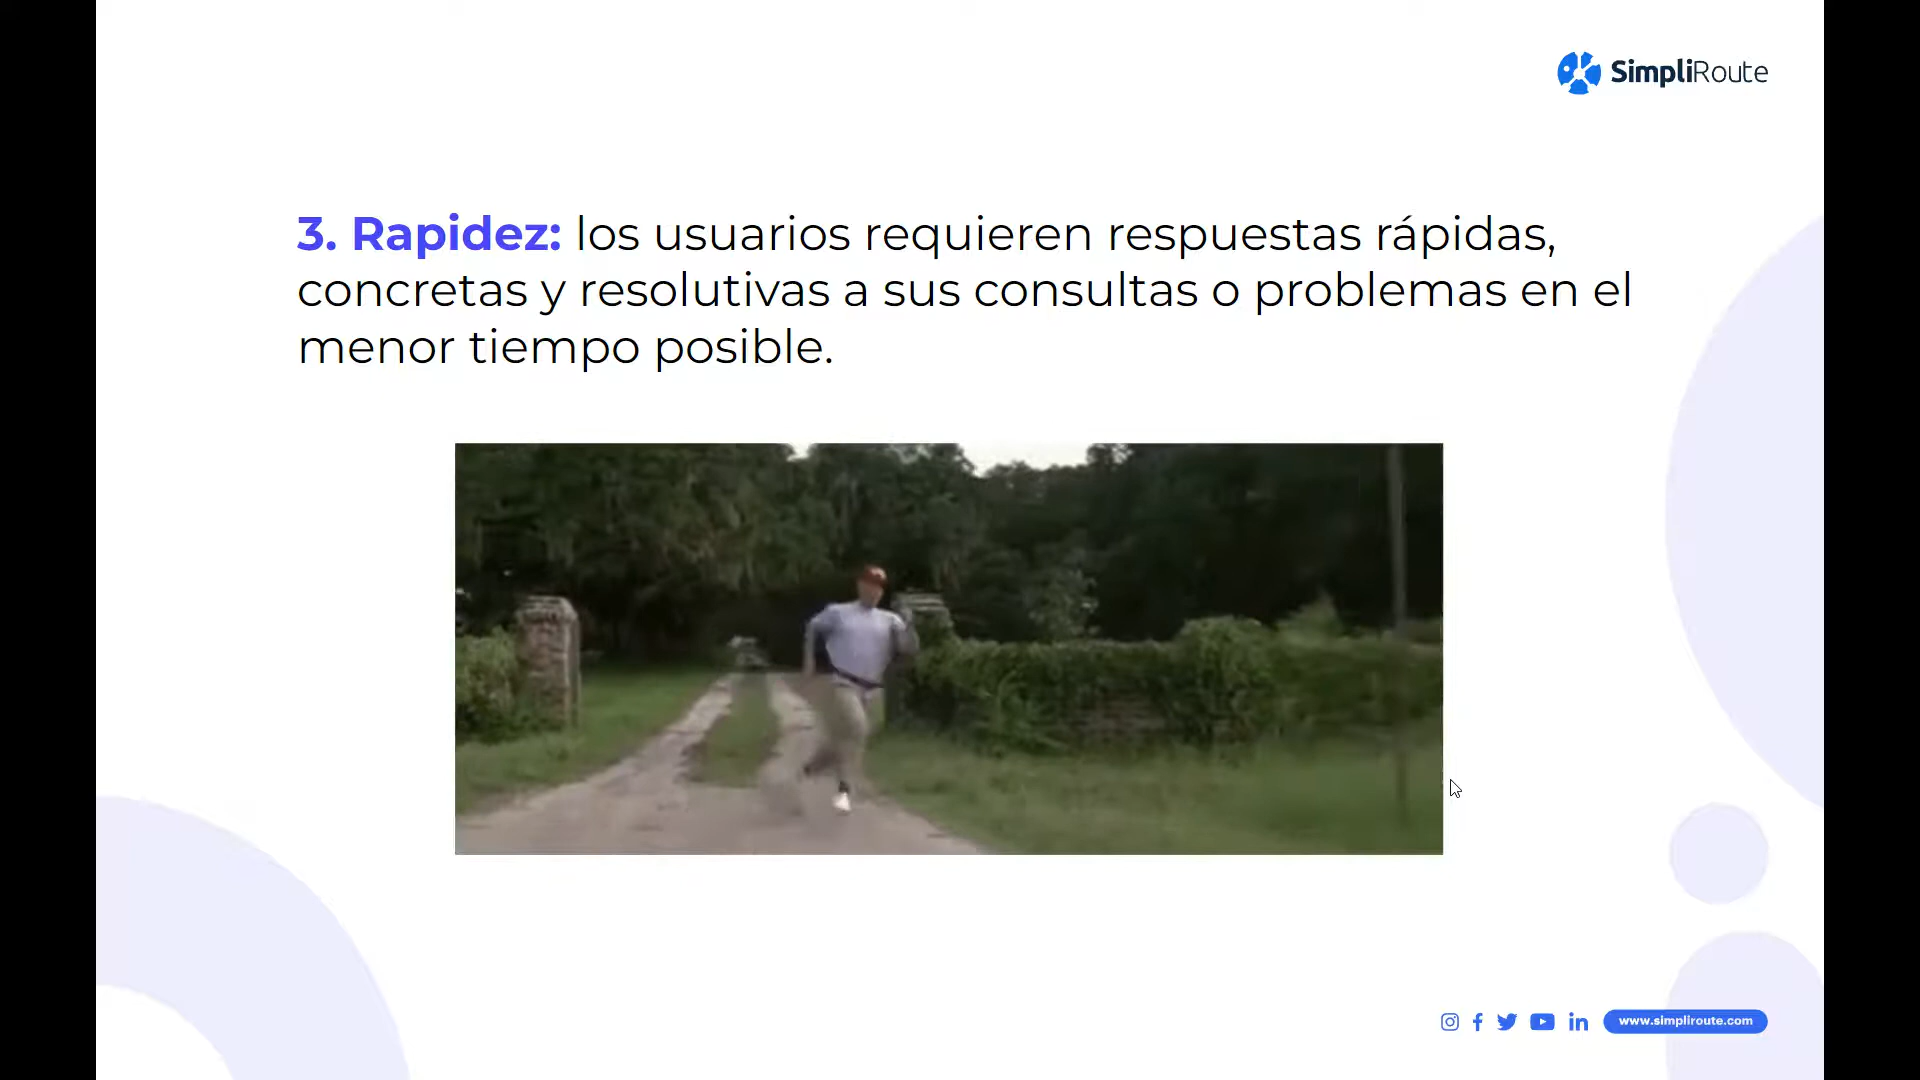 SimpliRoute
3. Rapidez: los usuarios requieren respuestas rápidas,
concretas y resolutivas a sus consultas o problemas en el
menor tiempo posible.
www.simpliroute.com